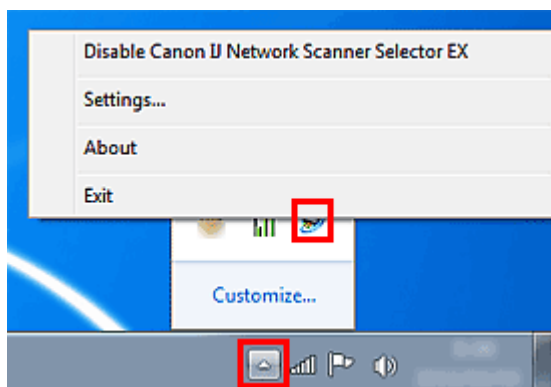 Disable Canon IJ Network Scanner Selector EX
Settings...
About
Exit
Customize...